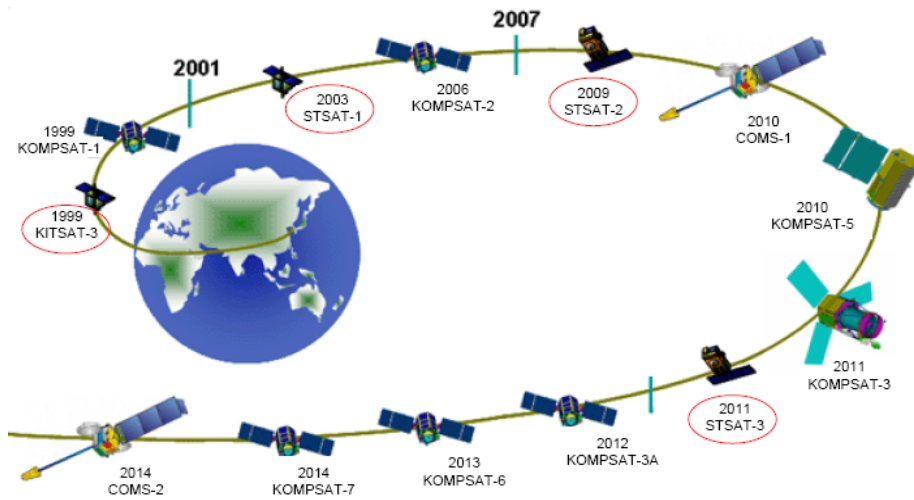 1999
KITSAT-3
1999
KOMPSAT-1
2001
2003
STSAT-1
2006
KOMPSAT-2
2007
2009
STSAT-2
2010
COMS-1
2010
KOMPSAT-5
2011
KOMPSAT-3
2011
STSAT-3
2012
KOMPSAT-3A
2013
KOMPSAT-6
2014
KOMPSAT-7
2014
COMS-2